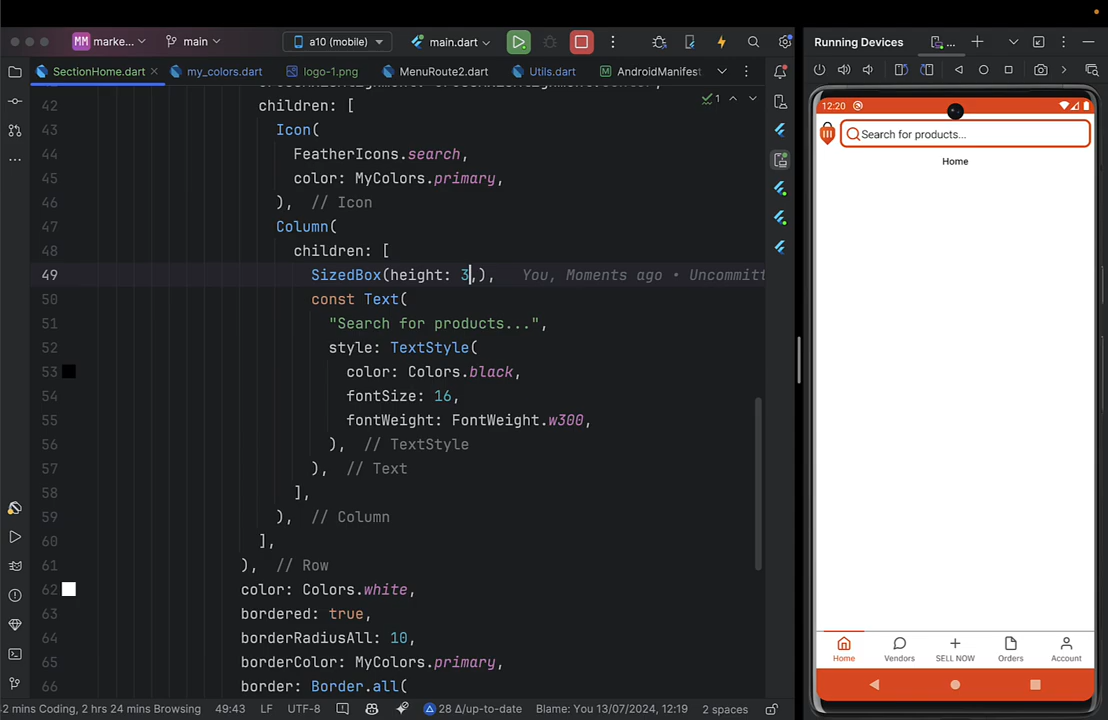 MM marke...
main
a10 (mobile)
main.dart
Running Devices
...
SectionHome.dart
my_colors.dart
logo-1.png
MenuRoute2.dart
Utils.dart
M AndroidManifest
42
children: [
1
43
Icon(
44
FeatherIcons.search,
45
color: MyColors.primary,
46
), // Icon
47
Column(
48
children: [
49
SizedBox(height: 3,), You, Moments ago • Uncommitt
50
const Text(
51
"Search for products...",
52
style: TextStyle(
53
color: Colors.black,
54
fontSize: 16,
55
fontWeight: FontWeight.w300,
56
), // TextStyle
57
), // Text
58
],
59
), // Column
60
],
61
), // Row
62
color: Colors.white,
63
bordered: true,
64
borderRadiusAll: 10,
65
borderColor: MyColors.primary,
66
border: Border.all(
2 mins Coding, 2 hrs 24 mins Browsing
49:43
LF
UTF-8
28 Δ/up-to-date
Blame: You 13/07/2024, 12:19
2 spaces
12:20
Search for products...
Home
Home
Vendors
SELL NOW
Orders
Account